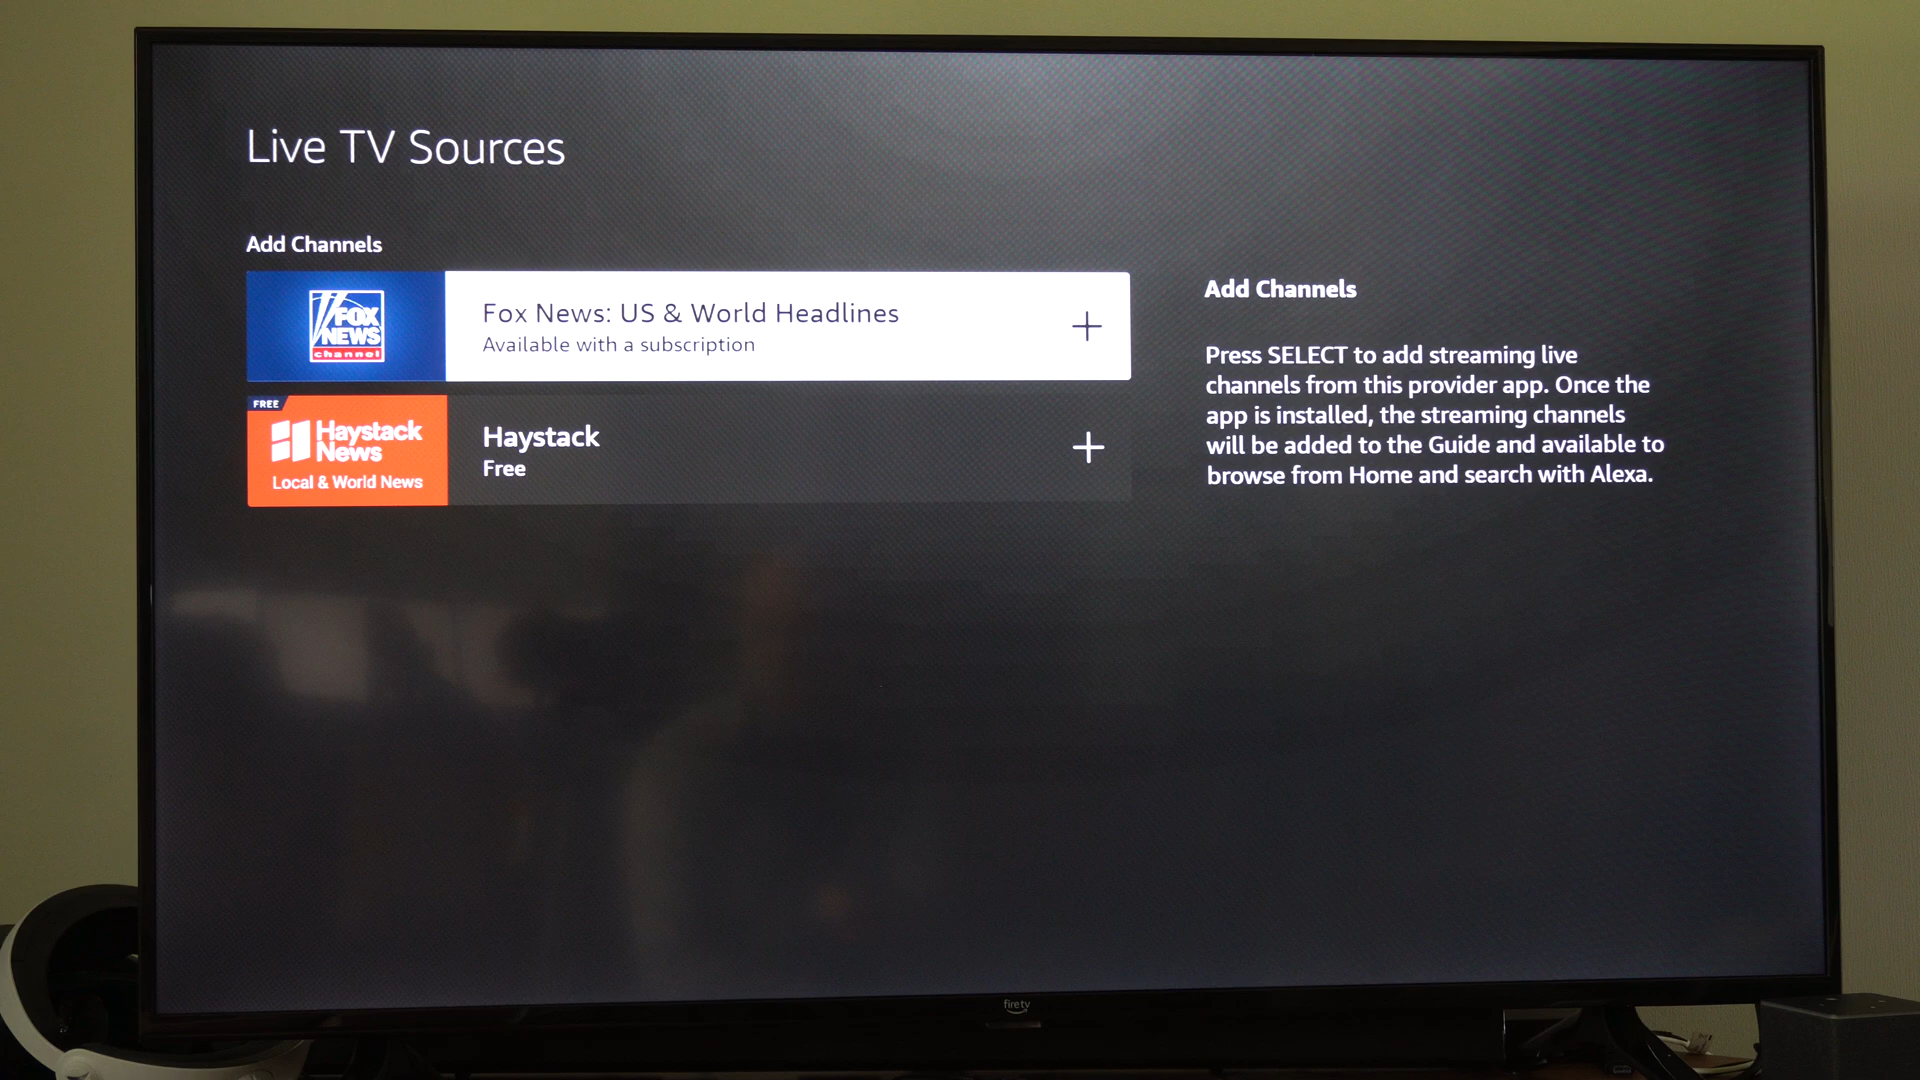 Live TV Sources
Add Channels
FOX
NEWS
channel
Fox News: US & World Headlines
Available with a subscription
FREE
Haystack
News
Local & World News
Haystack
Free
Add Channels
Press SELECT to add streaming live
channels from this provider app. Once the
app is installed, the streaming channels
will be added to the Guide and available to
browse from Home and search with Alexa.
firetv